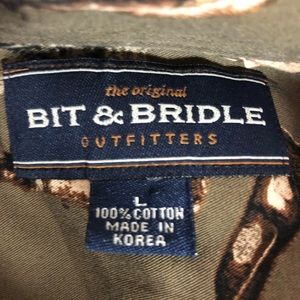 the original
BIT & BRIDLE
OUTFITTERS
L
100% COTTON
MADE IN
KOREA